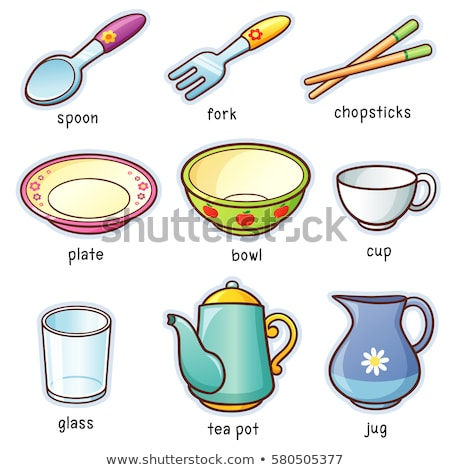 spoon
fork
chopsticks
shutterstock
plate
bowl
cup
glass
tea pot
jug
www.shutterstock.com • 580505377